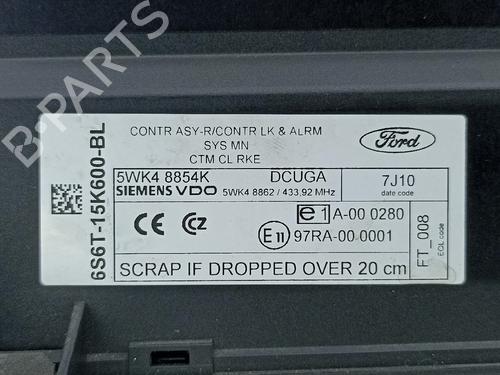 6S6T-15K600-BL
CONTR ASY-R/CONTR LK & ALRM
SYS MN
CTM CL RKE
Ford
5WK4 8854K DCUGA
SIEMENS VDO 5WK4 8862 / 433,92 MHz
7J10
date code
CE CZ
e1 A-00 0280
E11 97RA-00 0001
SCRAP IF DROPPED OVER 20 cm
FT_008
EOL code
B-PARTS